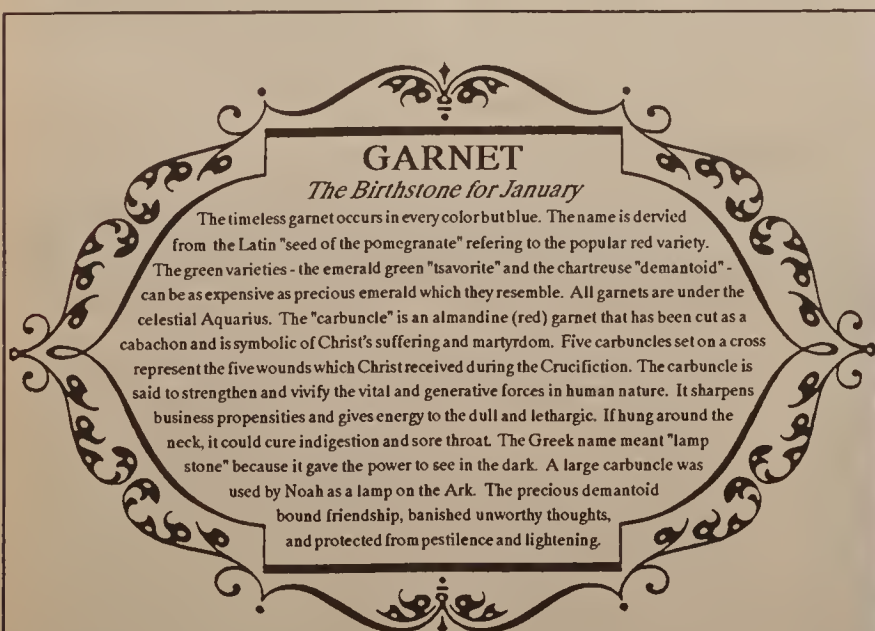 GARNET
The Birthstone for January
The timeless garnet occurs in every color but blue. The name is dervied
from the Latin "seed of the pomegranate" refering to the popular red variety.
The green varieties - the emerald green "tsavorite" and the chartreuse "demantoid" -
can be as expensive as precious emerald which they resemble. All garnets are under the
celestial Aquarius. The "carbuncle" is an almandine (red) garnet that has been cut as a
cabachon and is symbolic of Christ's suffering and martyrdom. Five carbuncles set on a cross
represent the five wounds which Christ received during the Crucifiction. The carbuncle is
said to strengthen and vivify the vital and generative forces in human nature. It sharpens
business propensities and gives energy to the dull and lethargic. If hung around the
neck, it could cure indigestion and sore throat. The Greek name meant "lamp
stone" because it gave the power to see in the dark. A large carbuncle was
used by Noah as a lamp on the Ark. The precious demantoid
bound friendship, banished unworthy thoughts,
and protected from pestilence and lightening.